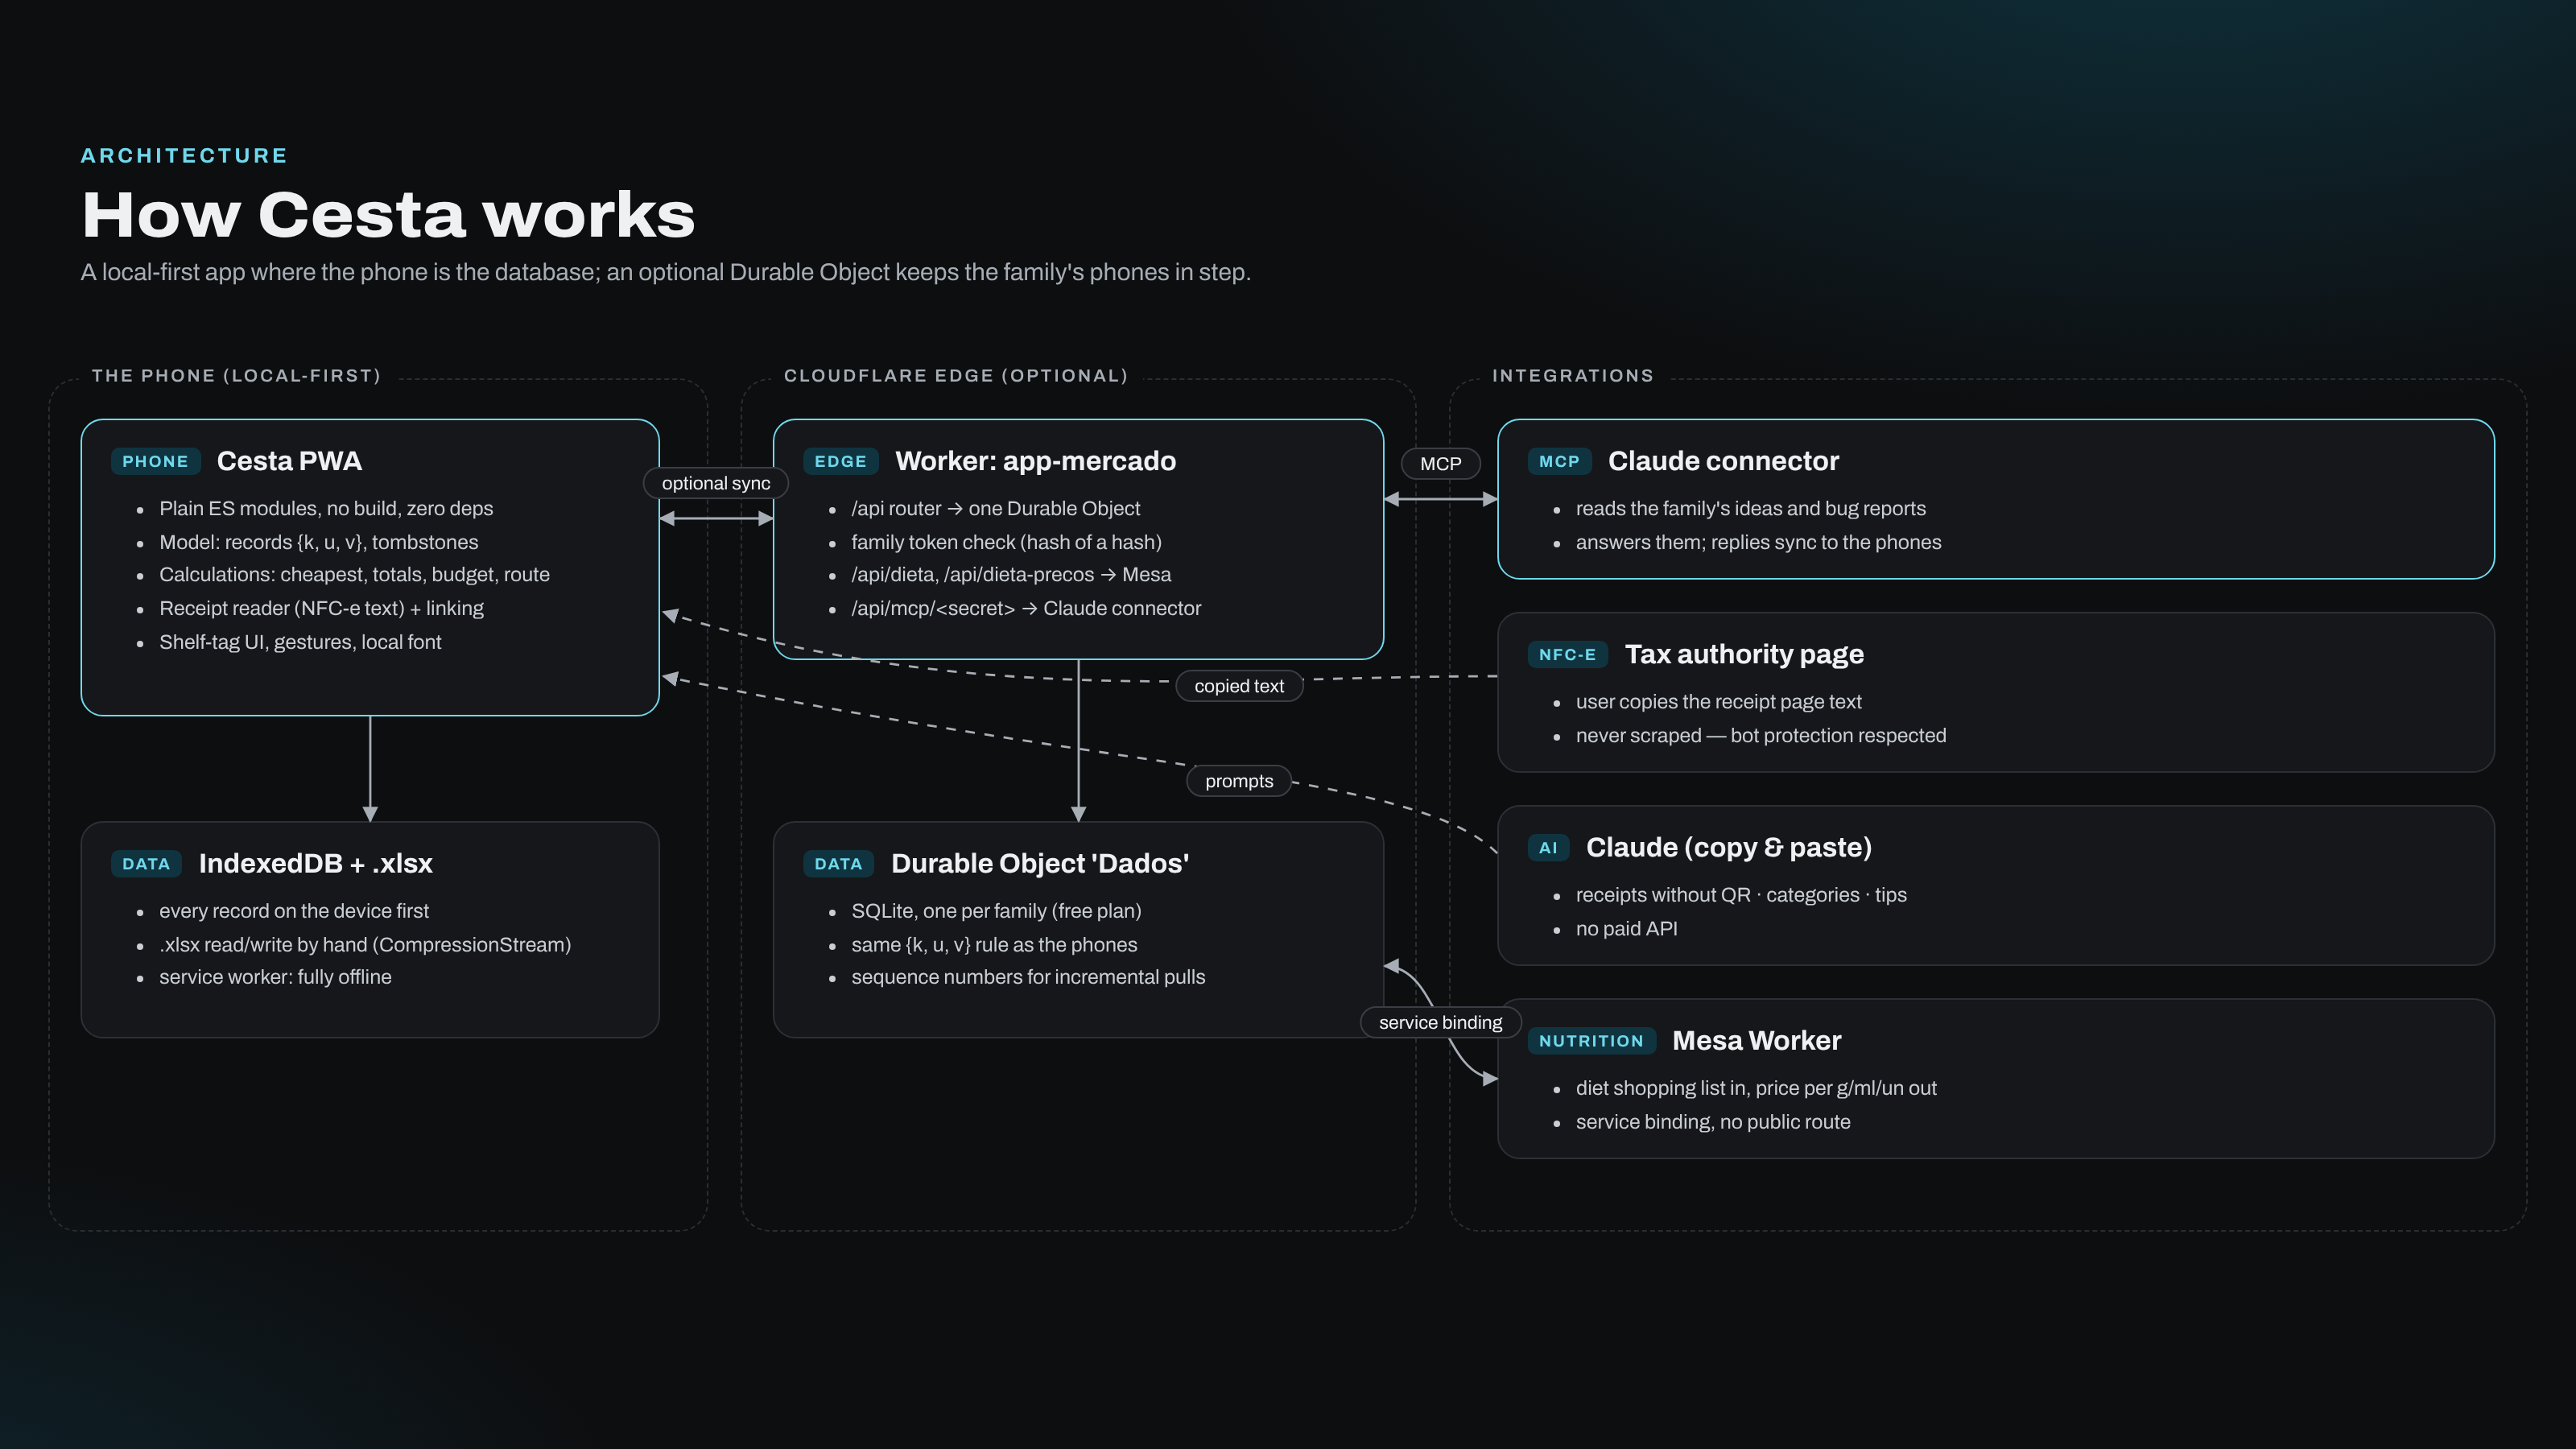 ARCHITECTURE
How Cesta works
A local-first app where the phone is the database; an optional Durable Object keeps the family's phones in step.
THE PHONE (LOCAL-FIRST)
PHONE Cesta PWA
Plain ES modules, no build, zero deps
Model: records {k, u, v}, tombstones
Calculations: cheapest, totals, budget, route
Receipt reader (NFC-e text) + linking
Shelf-tag UI, gestures, local font
DATA IndexedDB + .xlsx
every record on the device first
.xlsx read/write by hand (CompressionStream)
service worker: fully offline
optional sync
CLOUDFLARE EDGE (OPTIONAL)
EDGE Worker: app-mercado
/api router → one Durable Object
family token check (hash of a hash)
/api/dieta, /api/dieta-precos → Mesa
/api/mcp/<secret> → Claude connector
copied text
prompts
DATA Durable Object 'Dados'
SQLite, one per family (free plan)
same {k, u, v} rule as the phones
sequence numbers for incremental pulls
MCP
service binding
INTEGRATIONS
MCP Claude connector
reads the family's ideas and bug reports
answers them; replies sync to the phones
NFC-E Tax authority page
user copies the receipt page text
never scraped — bot protection respected
AI Claude (copy & paste)
receipts without QR · categories · tips
no paid API
NUTRITION Mesa Worker
diet shopping list in, price per g/ml/un out
service binding, no public route